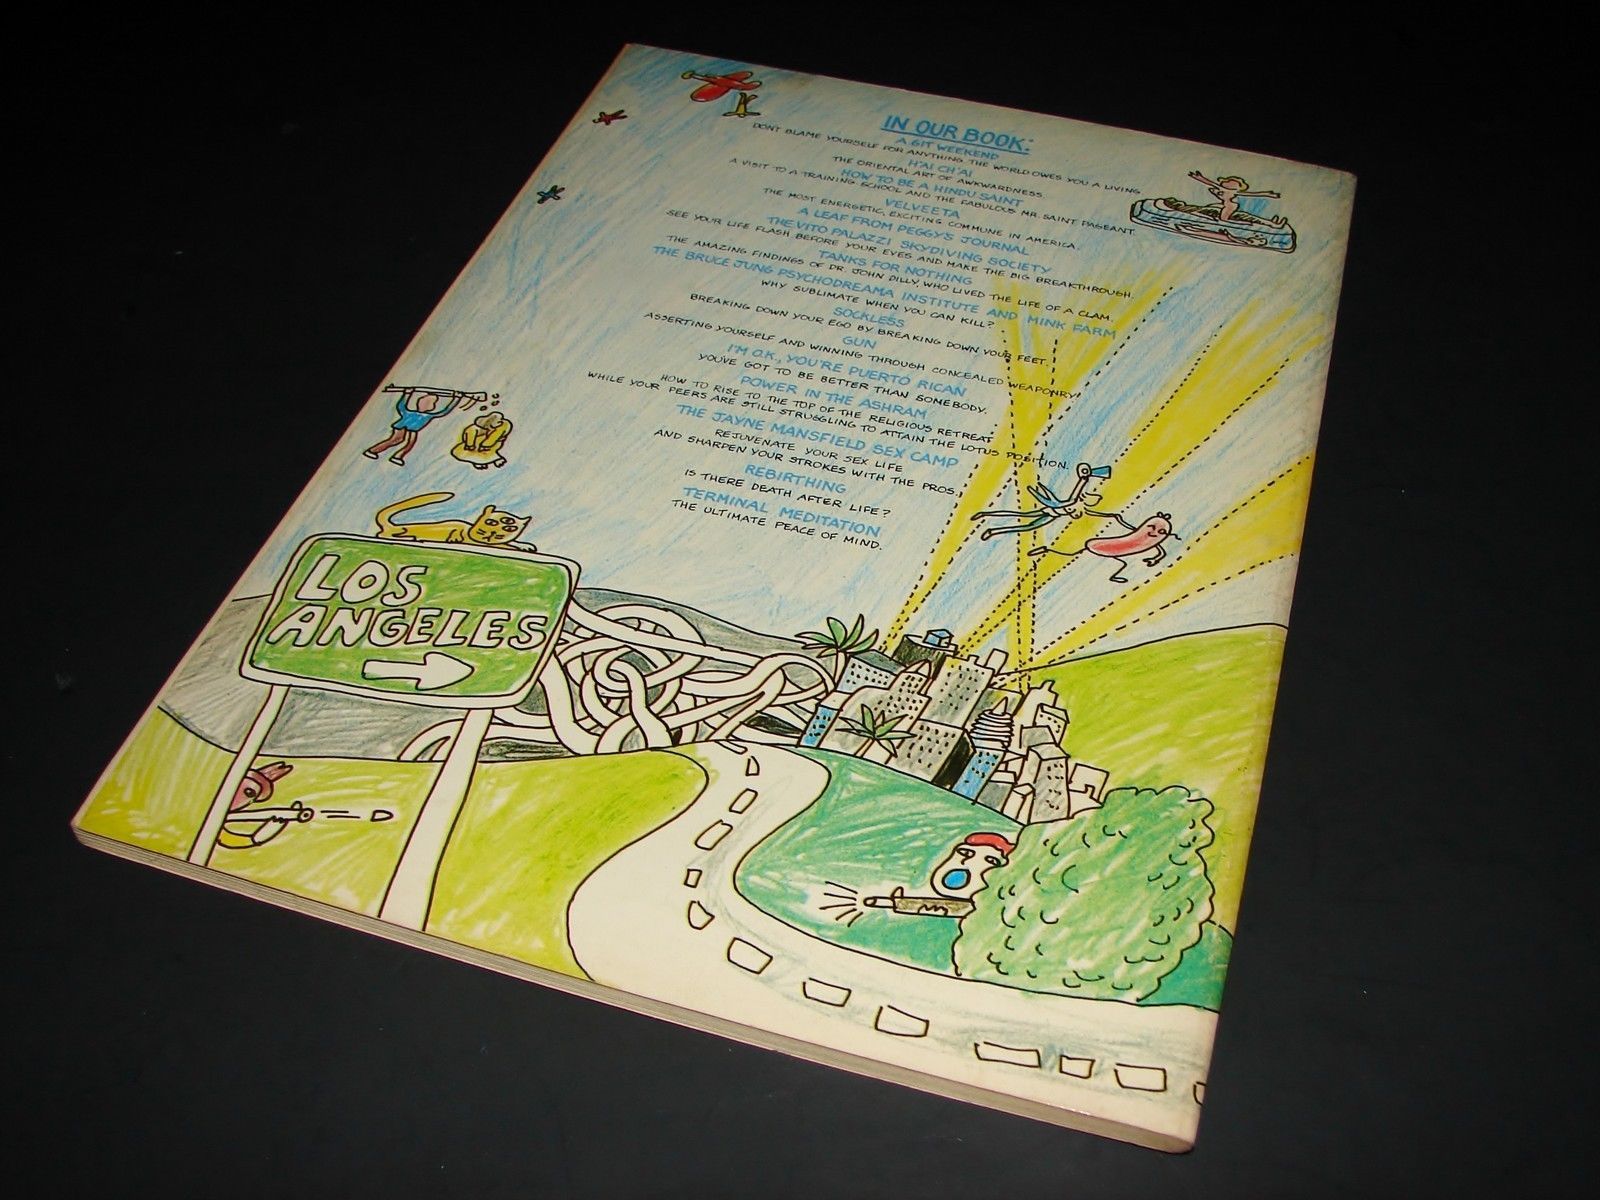 IN OUR BOOK:
A GIT WEEKEND
DON'T BLAME YOURSELF FOR ANYTHING. THE WORLD OWES YOU A LIVING
H'AI CH'AI
THE ORIENTAL ART OF AWKWARDNESS
HOW TO BE A HINDU SAINT
A VISIT TO A TRAINING SCHOOL AND THE FABULOUS MR. SAINT PAGEANT.
VELVEETA
THE MOST ENERGETIC, EXCITING COMMUNE IN AMERICA.
A LEAF FROM PEGGY'S JOURNAL
THE VITO PALAZZI SKYDIVING SOCIETY
SEE YOUR LIFE FLASH BEFORE YOUR EYES AND MAKE THE BIG BREAKTHROUGH.
TANKS FOR NOTHING
THE AMAZING FINDINGS OF DR. JOHN DILLY, WHO LIVED THE LIFE OF A CLAM.
THE BRUCE JUNG PSYCHODREAMA INSTITUTE AND MINK FARM
WHY SUBLIMATE WHEN YOU CAN KILL?
SOCKLESS
BREAKING DOWN YOUR EGO BY BREAKING DOWN YOUR FEET.
GUN
ASSERTING YOURSELF AND WINNING THROUGH CONCEALED WEAPONRY.
I'M O.K., YOU'RE PUERTO RICAN
YOU'VE GOT TO BE BETTER THAN SOMEBODY.
POWER IN THE ASHRAM
HOW TO RISE TO THE TOP OF THE RELIGIOUS RETREAT
WHILE YOUR PEERS ARE STILL STRUGGLING TO ATTAIN THE LOTUS POSITION.
THE JAYNE MANSFIELD SEX CAMP
REJUVENATE YOUR SEX LIFE
AND SHARPEN YOUR STROKES WITH THE PROS.
REBIRTHING
IS THERE DEATH AFTER LIFE?
TERMINAL MEDITATION
THE ULTIMATE PEACE OF MIND.
LOS
ANGELES